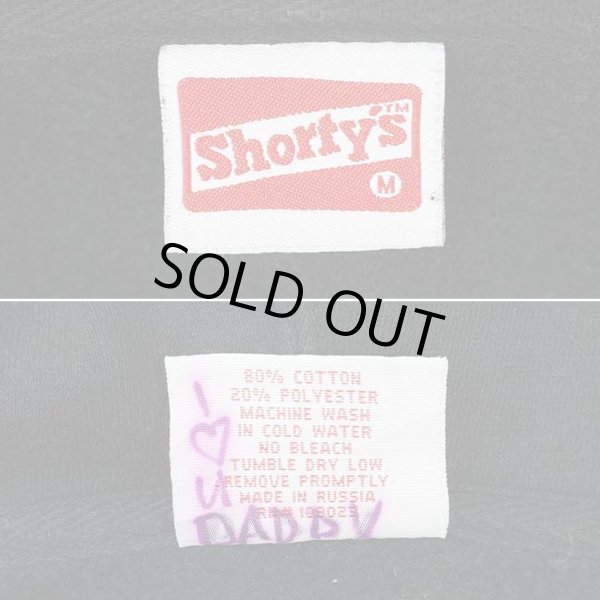 Shorty's™
M
SOLD OUT
80% COTTON
20% POLYESTER
MACHINE WASH
IN COLD WATER
NO BLEACH
TUMBLE DRY LOW
REMOVE PROMPTLY
MADE IN RUSSIA
I ♡ U
DADDY